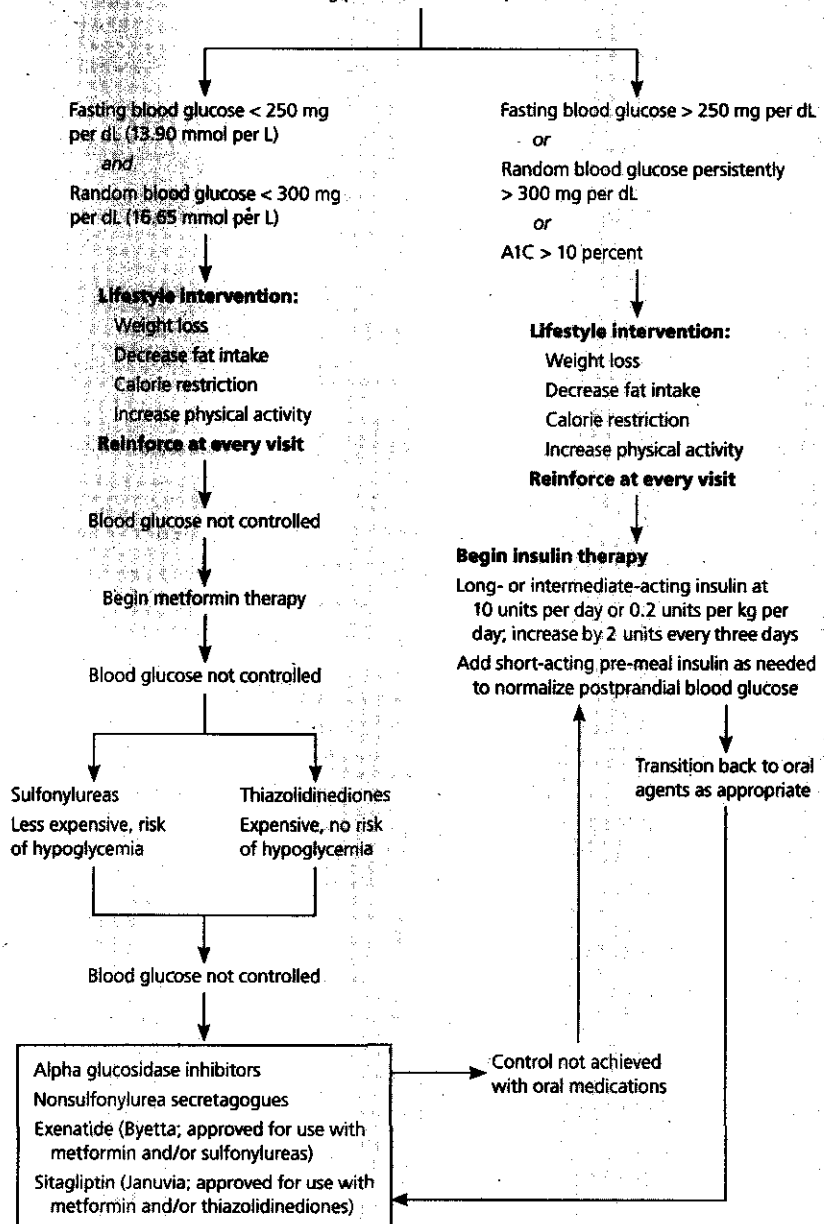 Fasting blood glucose < 250 mg
per dL (13.90 mmol per L)
and
Random blood glucose < 300 mg
per dL (16.65 mmol per L)
Lifestyle intervention:
Weight loss
Decrease fat intake
Calorie restriction
Increase physical activity
Reinforce at every visit
Blood glucose not controlled
Begin metformin therapy
Blood glucose not controlled
Sulfonylureas
Less expensive, risk
of hypoglycemia
Thiazolidinediones
Expensive, no risk
of hypoglycemia
Blood glucose not controlled
Alpha glucosidase inhibitors
Nonsulfonylurea secretagogues
Exenatide (Byetta; approved for use with
metformin and/or sulfonylureas)
Sitagliptin (Januvia; approved for use with
metformin and/or thiazolidinediones)
Fasting blood glucose > 250 mg per dL
or
Random blood glucose persistently
> 300 mg per dL
or
A1C > 10 percent
Lifestyle intervention:
Weight loss
Decrease fat intake
Calorie restriction
Increase physical activity
Reinforce at every visit
Begin insulin therapy
Long- or intermediate-acting insulin at
10 units per day or 0.2 units per kg per
day; increase by 2 units every three days
Add short-acting pre-meal insulin as needed
to normalize postprandial blood glucose
Transition back to oral
agents as appropriate
Control not achieved
with oral medications